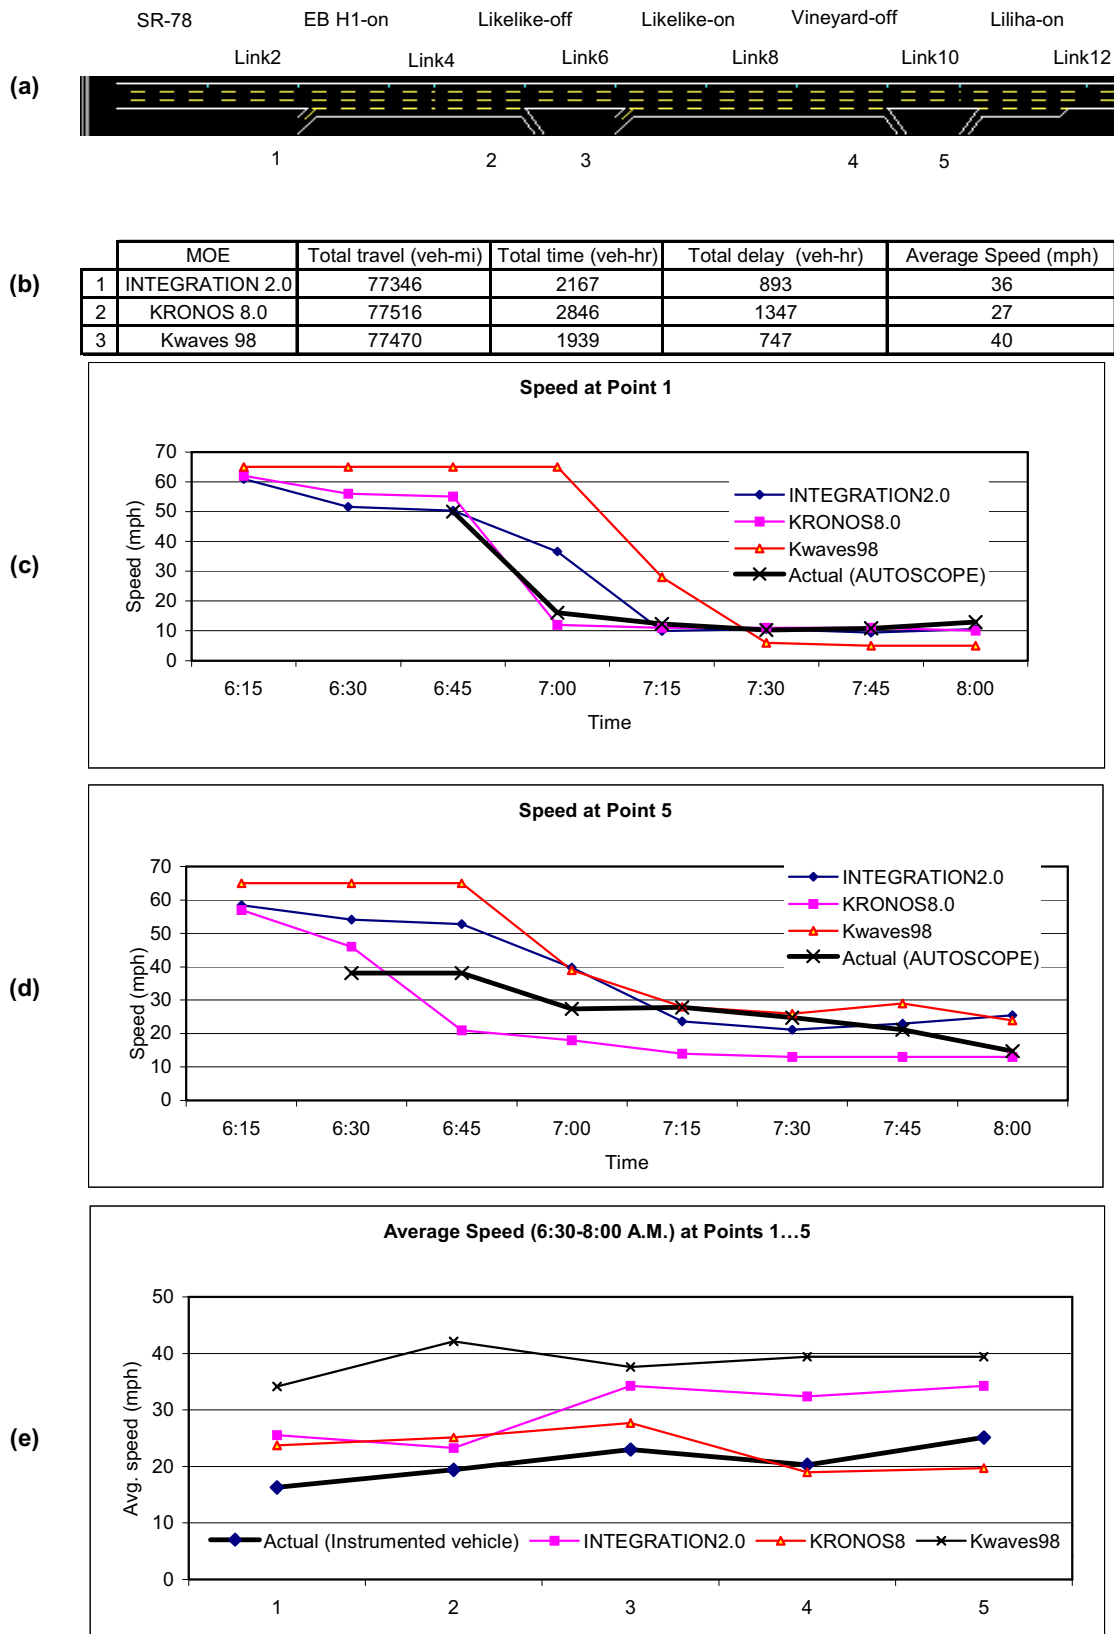 SR-78 EB H1-on Likelike-off Likelike-on Vineyard-off Liliha-on
Link2 Link4 Link6 Link8 Link10 Link12
(a)
1 2 3 4 5
(b)
MOE Total travel (veh-mi) Total time (veh-hr) Total delay (veh-hr) Average Speed (mph)
1 INTEGRATION 2.0 77346 2167 893 36
2 KRONOS 8.0 77516 2846 1347 27
3 Kwaves 98 77470 1939 747 40
(c)
Speed at Point 1
Speed (mph)
70
60
50
40
30
20
10
0
INTEGRATION2.0
KRONOS8.0
Kwaves98
Actual (AUTOSCOPE)
6:15 6:30 6:45 7:00 7:15 7:30 7:45 8:00
Time
(d)
Speed at Point 5
Speed (mph)
70
60
50
40
30
20
10
0
INTEGRATION2.0
KRONOS8.0
Kwaves98
Actual (AUTOSCOPE)
6:15 6:30 6:45 7:00 7:15 7:30 7:45 8:00
Time
(e)
Average Speed (6:30-8:00 A.M.) at Points 1...5
Avg. speed (mph)
50
40
30
20
10
0
Actual (Instrumented vehicle) INTEGRATION2.0 KRONOS8 Kwaves98
1 2 3 4 5